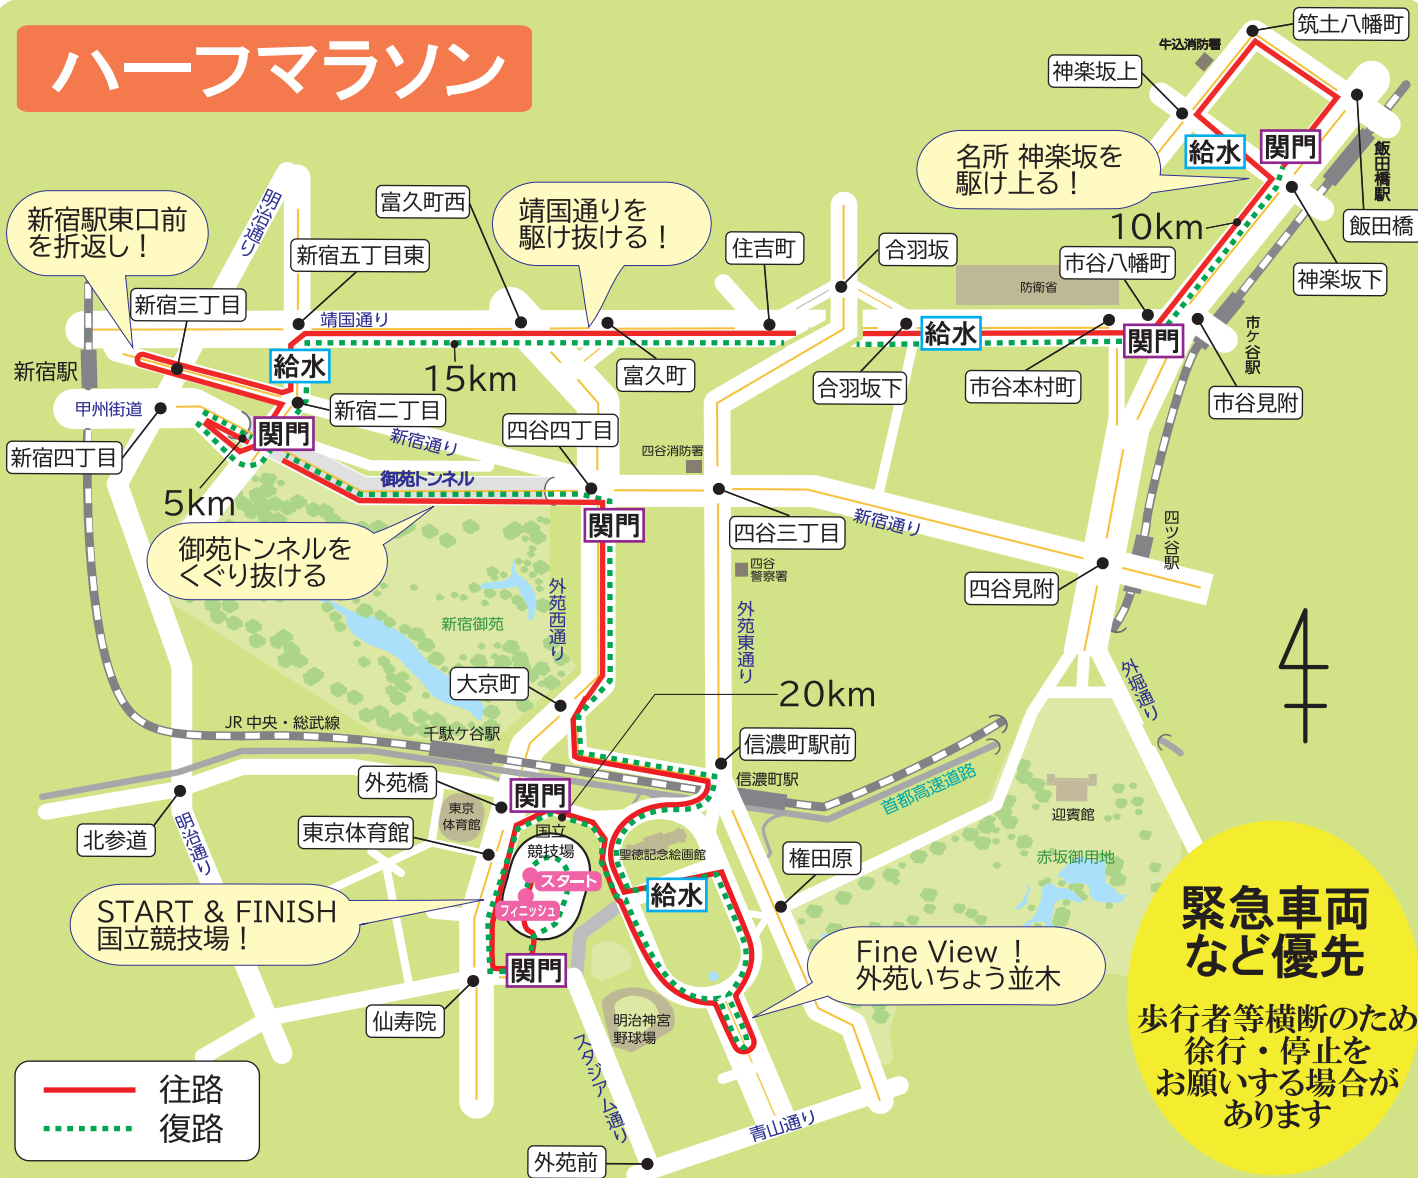 ハーフマラソン
筑土八幡町
牛込消防署
神楽坂上
給水
関門
飯田橋駅
飯田橋
名所 神楽坂を
駆け上る！
10km
神楽坂下
市谷八幡町
防衛省
合羽坂
住吉町
靖国通りを
駆け抜ける！
富久町西
明治通り
新宿駅東口前
を折返し！
新宿五丁目東
新宿三丁目
靖国通り
給水
15km
富久町
給水
合羽坂下
市谷本村町
関門
市ケ谷駅
市谷見附
新宿駅
甲州街道
新宿二丁目
関門
新宿通り
四谷四丁目
四谷消防署
新宿四丁目
御苑トンネル
5km
関門
四谷三丁目
新宿通り
四ツ谷駅
御苑トンネルを
くぐり抜ける
四谷
警察署
四谷見附
外苑西通り
外苑東通り
新宿御苑
外堀通り
大京町
20km
JR 中央・総武線
千駄ケ谷駅
信濃町駅前
信濃町駅
首都高速道路
外苑橋
関門
東京
体育館
国立
競技場
迎賓館
北参道
明治通り
東京体育館
聖徳記念絵画館
権田原
赤坂御用地
スタート
フィニッシュ
給水
START & FINISH
国立競技場！
関門
Fine View ！
外苑いちょう並木
仙寿院
明治神宮
野球場
スタジアム通り
青山通り
外苑前
往路
復路
緊急車両
など優先
歩行者等横断のため
徐行・停止を
お願いする場合が
あります